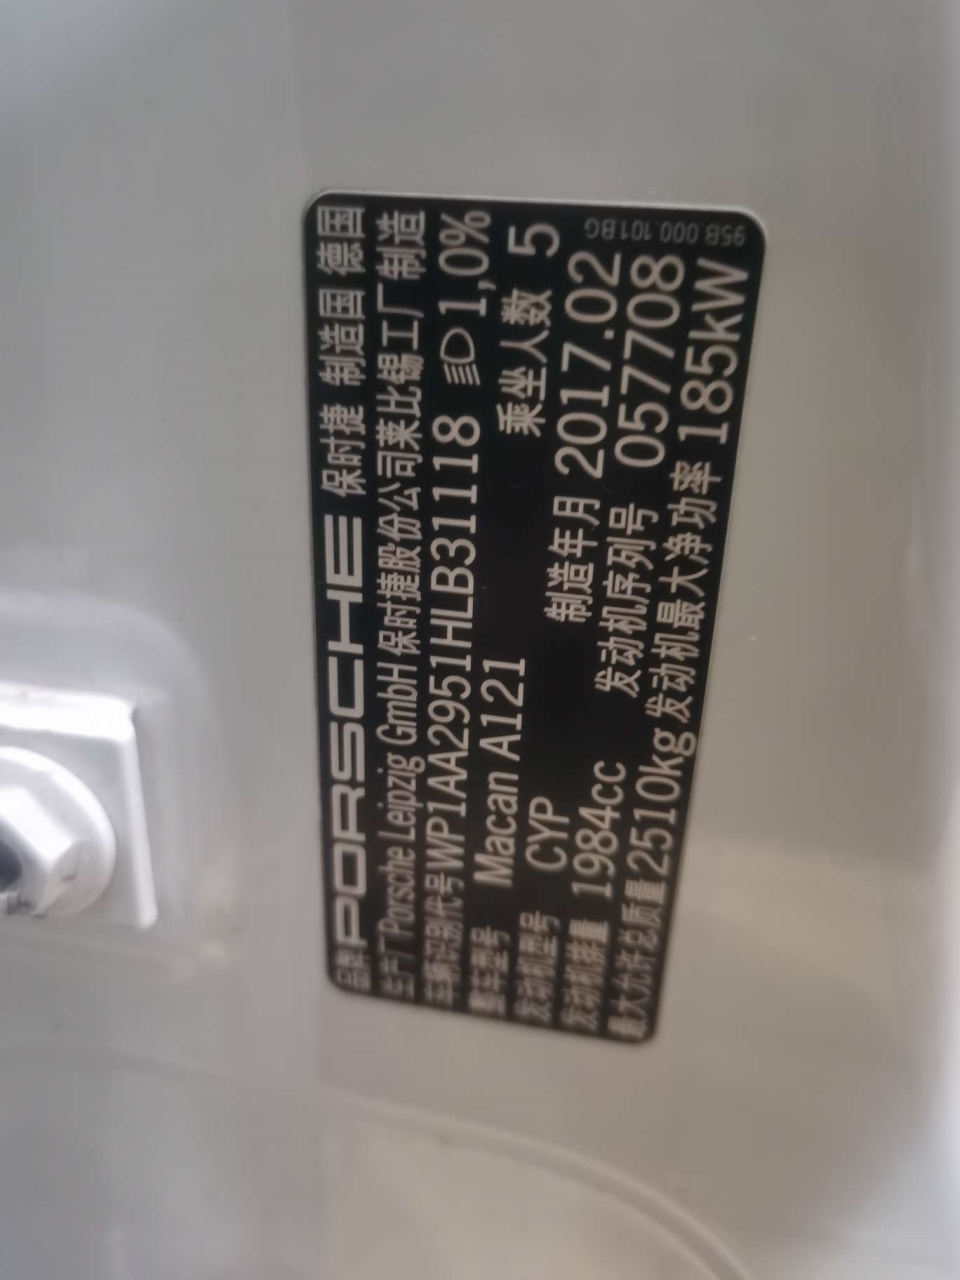 品牌 PORSCHE 保时捷 制造国 德国
生产厂 Porsche Leipzig GmbH 保时捷股份公司莱比锡工厂制造
车辆识别代号 WP1AA2951HLB31118 1,0%
整车型号 Macan A121 乘坐人数 5
发动机型号 CYP 制造年月 2017.02
发动机排量 1984cc 发动机序列号 057708
最大允许总质量 2510kg 发动机最大净功率 185kW
95B.000.101.BG